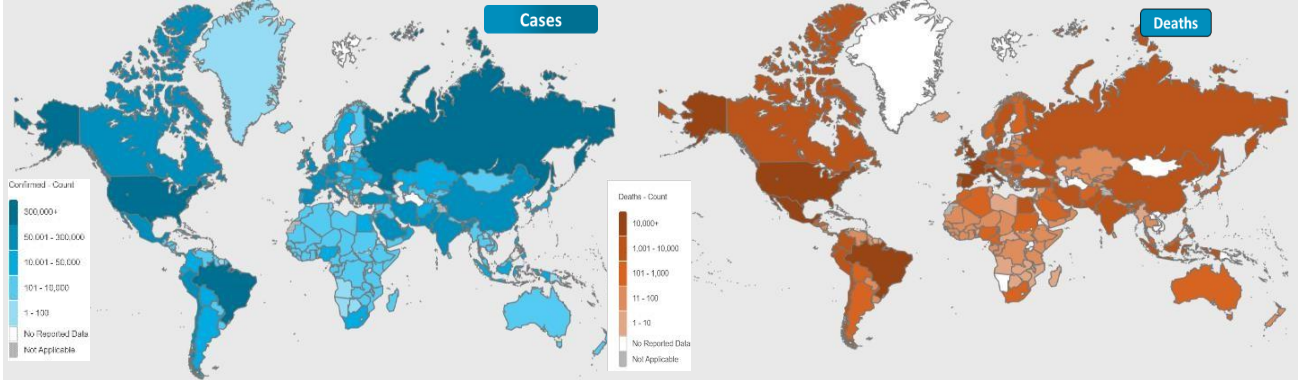 Cases
Confirmed - Count
300,000+
50,001 - 300,000
10,001 - 50,000
101 - 10,000
1 - 100
No Reported Data
Not Applicable
Deaths
Deaths - Count
10,000+
1,001 - 10,000
101 - 1,000
11 - 100
1 - 10
No Reported Data
Not Applicable